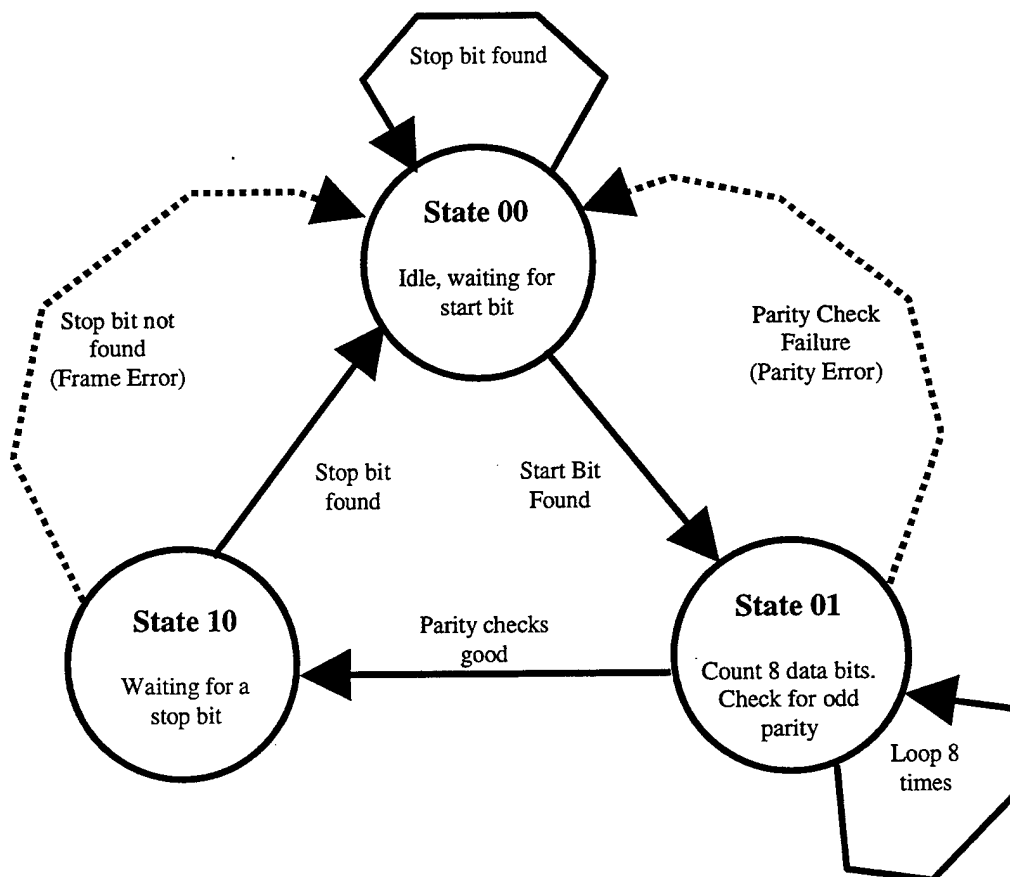 Stop bit found
State 00
Idle, waiting for
start bit
Stop bit not
found
(Frame Error)
Parity Check
Failure
(Parity Error)
Stop bit
found
Start Bit
Found
State 10
Waiting for a
stop bit
Parity checks
good
State 01
Count 8 data bits.
Check for odd
parity
Loop 8
times